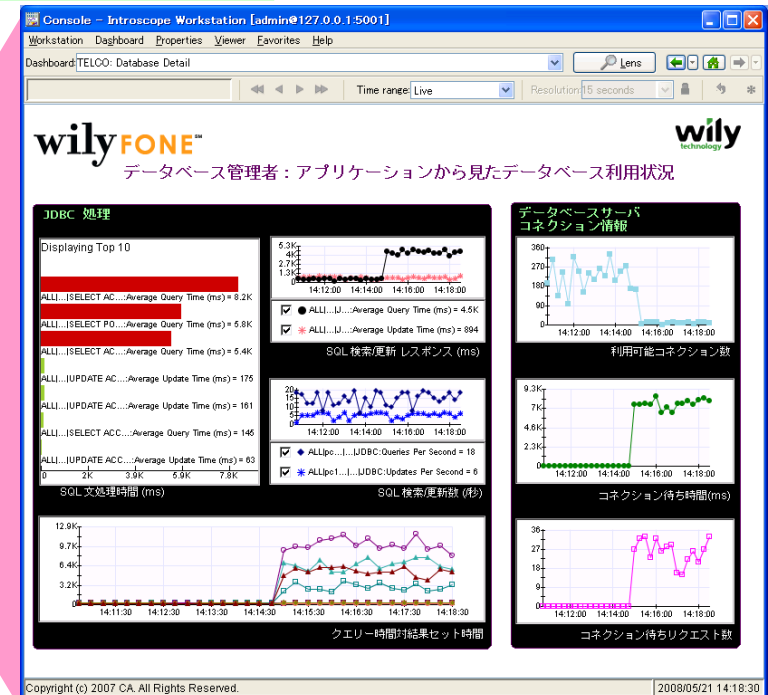 Console - Introscope Workstation [admin@127.0.0.1:5001]
Workstation Dashboard Properties Viewer Favorites Help
Dashboard: TELCO: Database Detail Lens
Time range: Live Resolution: 15 seconds
wily FONE™
wily technology
データベース管理者：アプリケーションから見たデータベース利用状況
JDBC 処理
Displaying Top 10
ALL|...|SELECT AC...:Average Query Time (ms) = 8.2K
ALL|...|SELECT PO...:Average Query Time (ms) = 5.8K
ALL|...|SELECT AC...:Average Query Time (ms) = 5.4K
ALL|...|UPDATE AC...:Average Update Time (ms) = 175
ALL|...|UPDATE AC...:Average Update Time (ms) = 161
ALL|...|SELECT ACC...:Average Query Time (ms) = 145
ALL|...|UPDATE ACC...:Average Update Time (ms) = 63
0 2K 3.9K 5.9K 7.8K
SQL 文処理時間 (ms)
5.3K
4K
2.7K
1.3K
0
14:12:00 14:14:00 14:16:00 14:18:00
ALL|...|J...:Average Query Time (ms) = 4.5K
ALL|...|J...:Average Update Time (ms) = 894
SQL 検索/更新 レスポンス (ms)
20
15
10
5
0
14:12:00 14:14:00 14:16:00 14:18:00
ALL|pc...|...|JDBC:Queries Per Second = 18
ALL|pc1...|...|JDBC:Updates Per Second = 6
SQL 検索/更新数 (/秒)
12.9K
9.7K
6.4K
3.2K
0
14:11:30 14:12:30 14:13:30 14:14:30 14:15:30 14:16:30 14:17:30 14:18:30
クエリー時間対結果セット時間
データベースサーバ
コネクション情報
360
270
180
90
0
14:12:00 14:14:00 14:16:00 14:18:00
利用可能コネクション数
9.3K
7K
4.6K
2.3K
0
14:12:00 14:14:00 14:16:00 14:18:00
コネクション待ち時間(ms)
36
27
18
9
0
14:12:00 14:14:00 14:16:00 14:18:00
コネクション待ちリクエスト数
Copyright (c) 2007 CA. All Rights Reserved. 2008/05/21 14:18:30